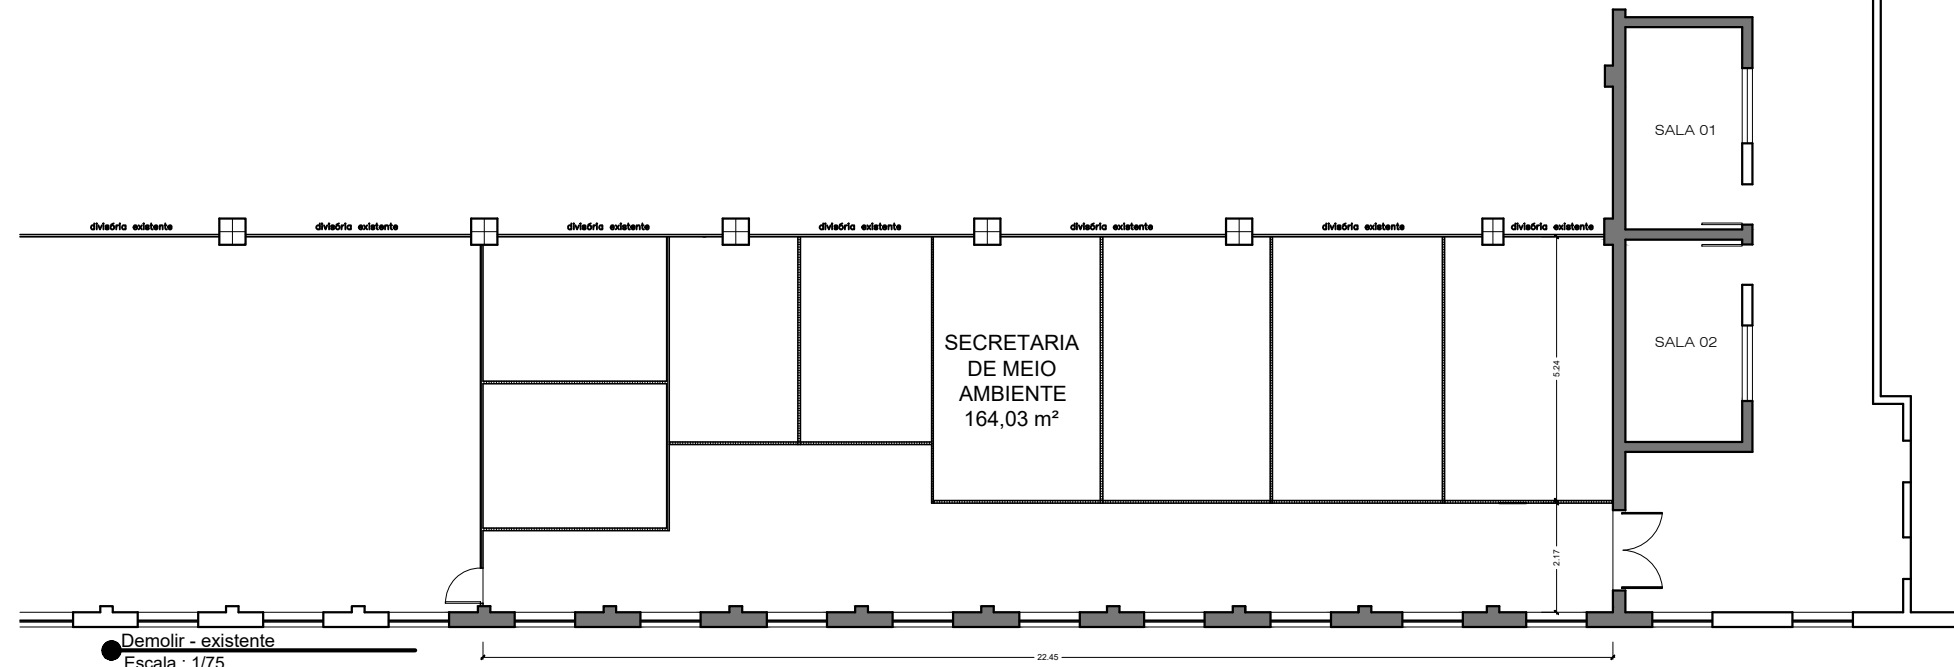 SALA 01
divisória existente
divisória existente
divisória existente
divisória existente
divisória existente
divisória existente
divisória existente
SECRETARIA
DE MEIO
AMBIENTE
164,03 m²
5.24
SALA 02
2.17
Demolir - existente
Escala : 1/75
22.45